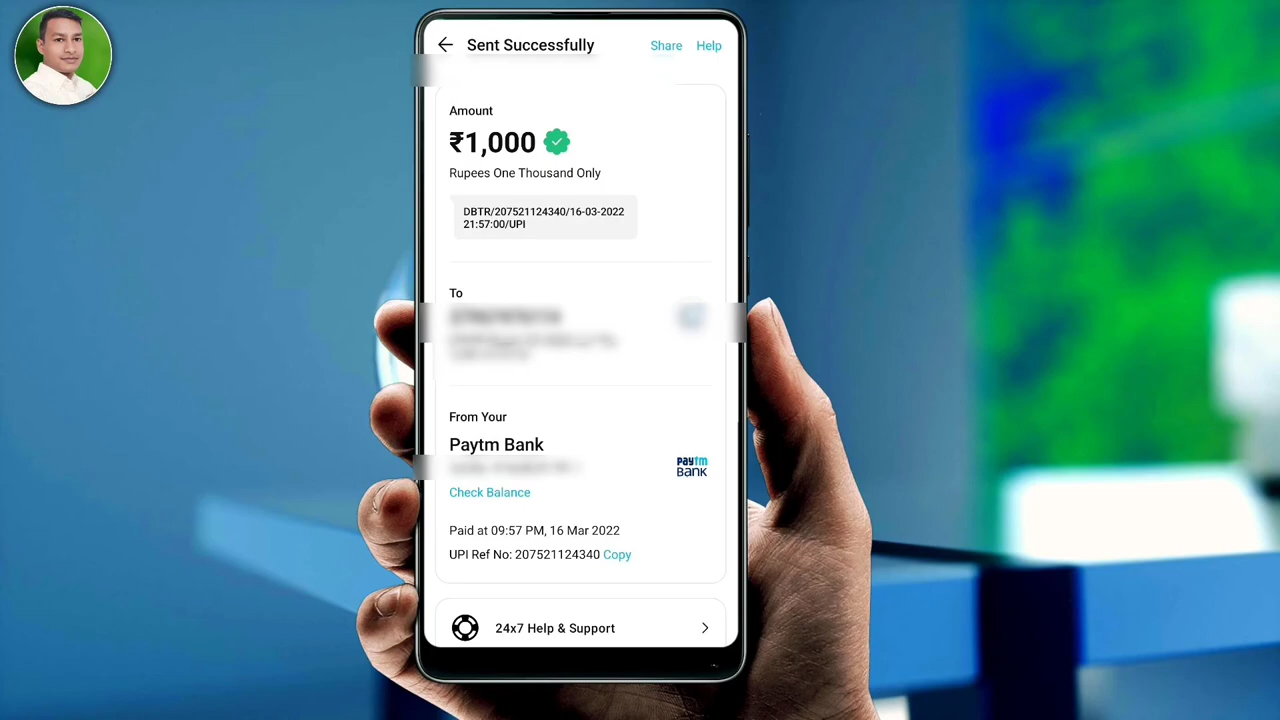 Sent Successfully
Share
Help
Amount
₹1,000
Rupees One Thousand Only
DBTR/207521124340/16-03-2022
21:57:00/UPI
To
From Your
Paytm Bank
paytm
BANK
Check Balance
Paid at 09:57 PM, 16 Mar 2022
UPI Ref No: 207521124340 Copy
24x7 Help & Support